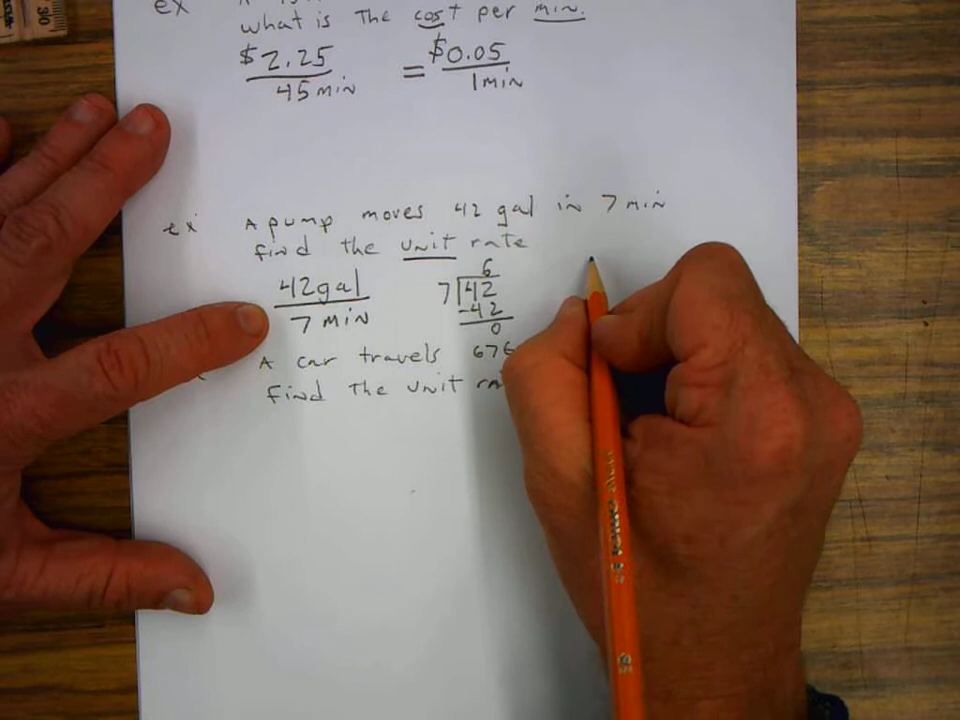 ex
what is the cost per min.
$2.25 = $0.05
45 min 1 min
ex A pump moves 42 gal in 7 min
find the unit rate
6
42 gal 7 42
7 min -42
0
A car travels
find the unit
30